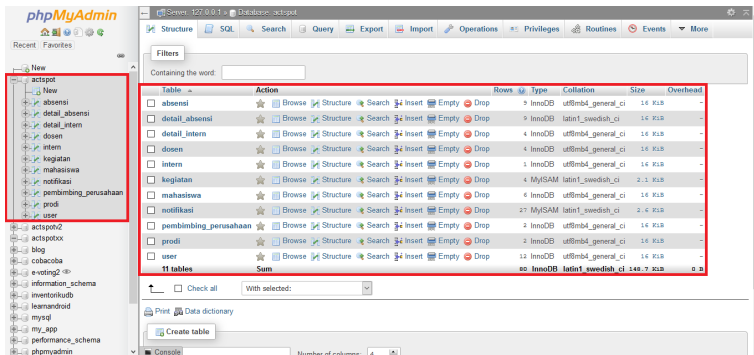 phpMyAdmin
Recent Favorites
New
actspot
New
absensi
detail_absensi
detail_intern
dosen
intern
kegiatan
mahasiswa
notifikasi
pembimbing_perusahaan
prodi
user
actspotv2
actspotxx
blog
cobacoba
e-voting2
information_schema
inventorikudb
learnandroid
mysql
my_app
performance_schema
phpmyadmin
Server: 127.0.0.1 » Database: actspot
Structure SQL Search Query Export Import Operations Privileges Routines Events More
Filters
Containing the word:
Table Action Rows Type Collation Size Overhead
absensi Browse Structure Search Insert Empty Drop 9 InnoDB utf8mb4_general_ci 16 KiB -
detail_absensi Browse Structure Search Insert Empty Drop 9 InnoDB latin1_swedish_ci 16 KiB -
detail_intern Browse Structure Search Insert Empty Drop 4 InnoDB utf8mb4_general_ci 16 KiB -
dosen Browse Structure Search Insert Empty Drop 4 InnoDB utf8mb4_general_ci 16 KiB -
intern Browse Structure Search Insert Empty Drop 1 InnoDB utf8mb4_general_ci 16 KiB -
kegiatan Browse Structure Search Insert Empty Drop 4 MyISAM latin1_swedish_ci 2.1 KiB -
mahasiswa Browse Structure Search Insert Empty Drop 6 InnoDB utf8mb4_general_ci 16 KiB -
notifikasi Browse Structure Search Insert Empty Drop 27 MyISAM latin1_swedish_ci 2.6 KiB -
pembimbing_perusahaan Browse Structure Search Insert Empty Drop 2 InnoDB utf8mb4_general_ci 16 KiB -
prodi Browse Structure Search Insert Empty Drop 2 InnoDB utf8mb4_general_ci 16 KiB -
user Browse Structure Search Insert Empty Drop 12 InnoDB utf8mb4_general_ci 16 KiB -
11 tables Sum 80 InnoDB latin1_swedish_ci 148.7 KiB 0 B
Check all With selected:
Print Data dictionary
Create table
Console Number of columns: 4